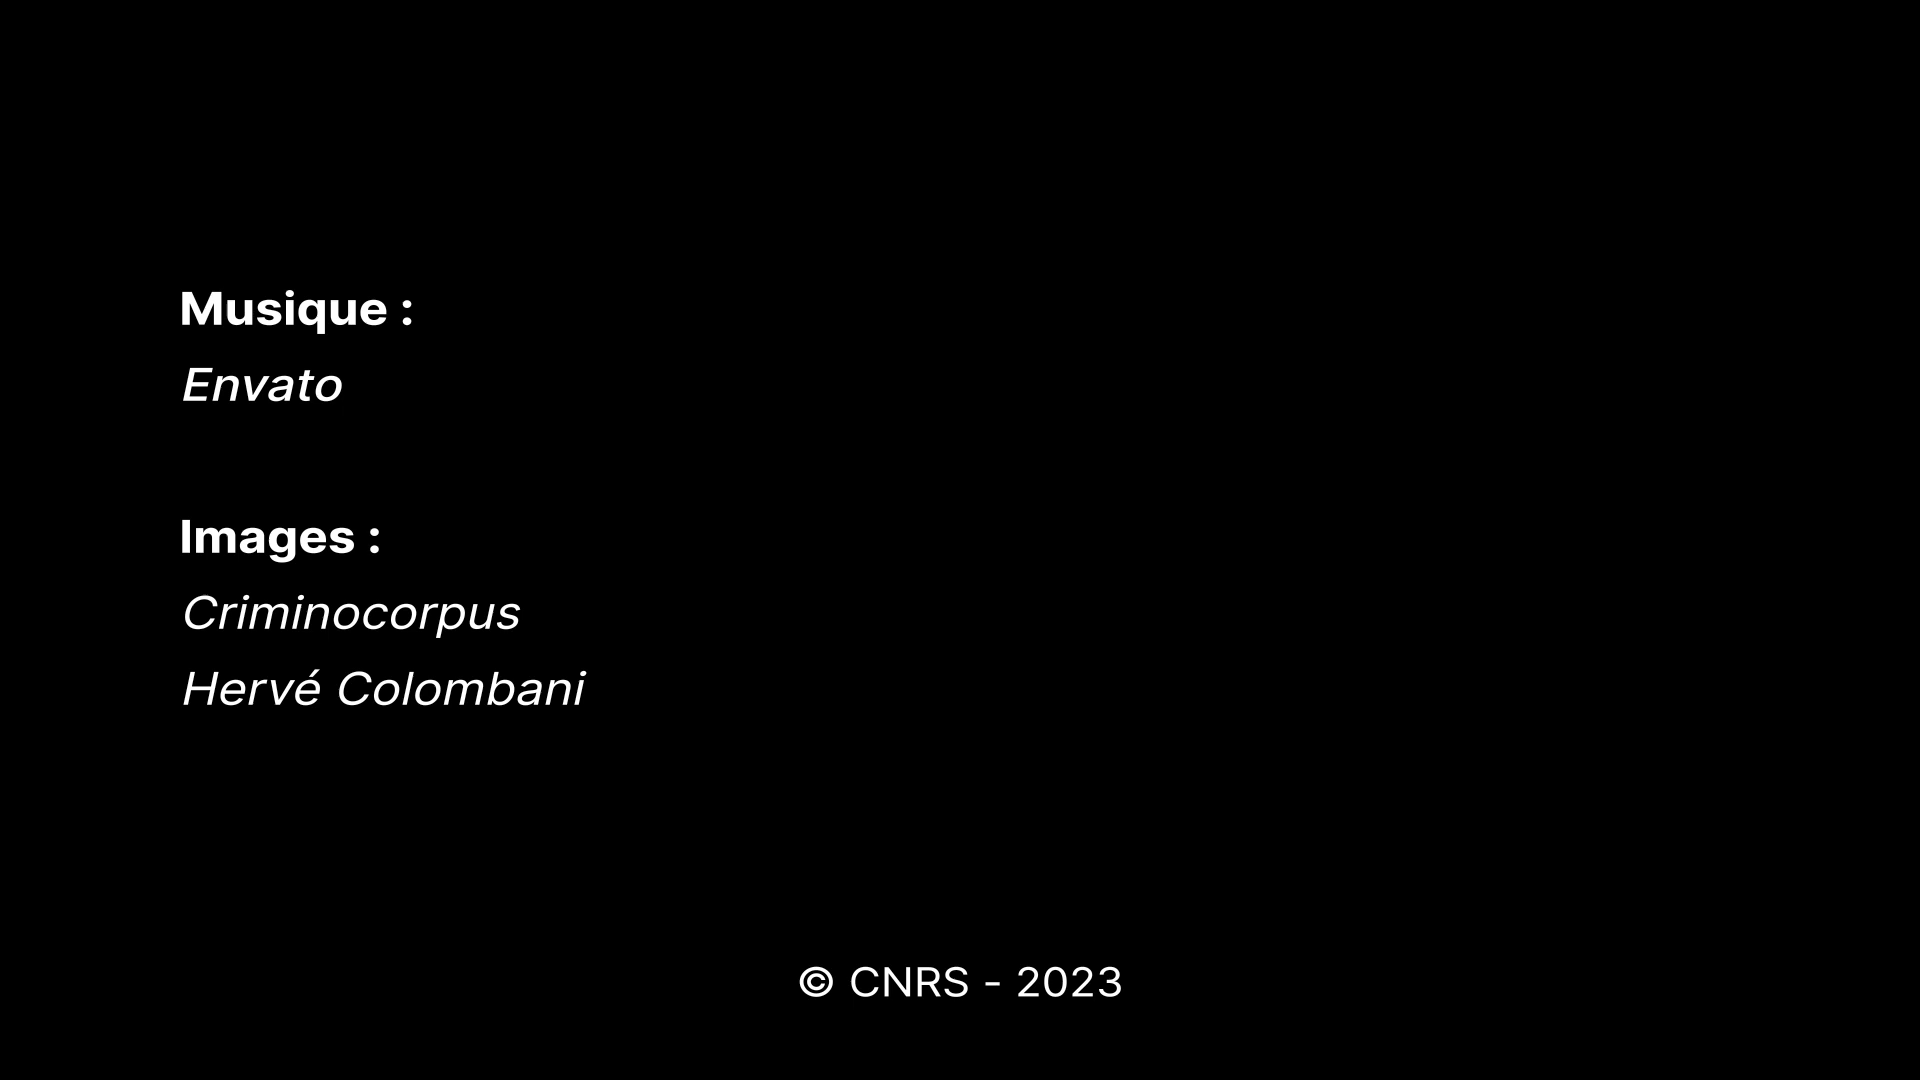 Musique :
Envato
Images :
Criminocorpus
Hervé Colombani
© CNRS - 2023